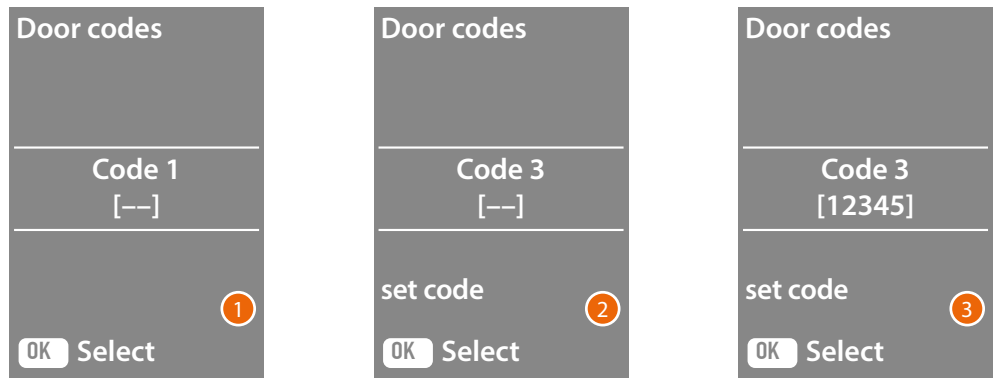 Door codes
Code 1
[––]
1
OK Select
Door codes
Code 3
[––]
set code
2
OK Select
Door codes
Code 3
[12345]
set code
3
OK Select